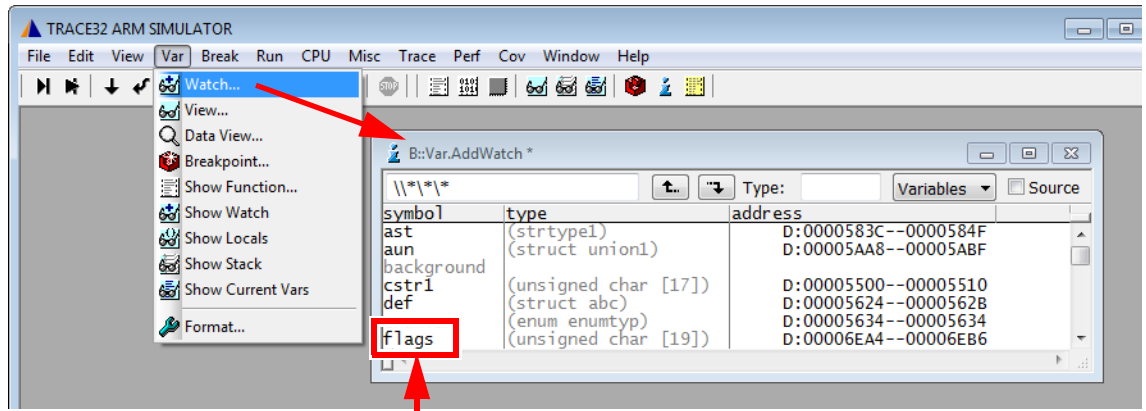 TRACE32 ARM SIMULATOR
File Edit View Var Break Run CPU Misc Trace Perf Cov Window Help
STOP
0101
1011
Watch...
View...
Data View...
Breakpoint...
Show Function...
Show Watch
Show Locals
Show Stack
Show Current Vars
Format...
B::Var.AddWatch *
\\*\*\* t.. Type: Variables Source
symbol type address
ast (strtype1) D:0000583C--0000584F
aun (struct union1) D:00005AA8--00005ABF
background
cstr1 (unsigned char [17]) D:00005500--00005510
def (struct abc) D:00005624--0000562B
(enum enumtyp) D:00005634--00005634
flags (unsigned char [19]) D:00006EA4--00006EB6